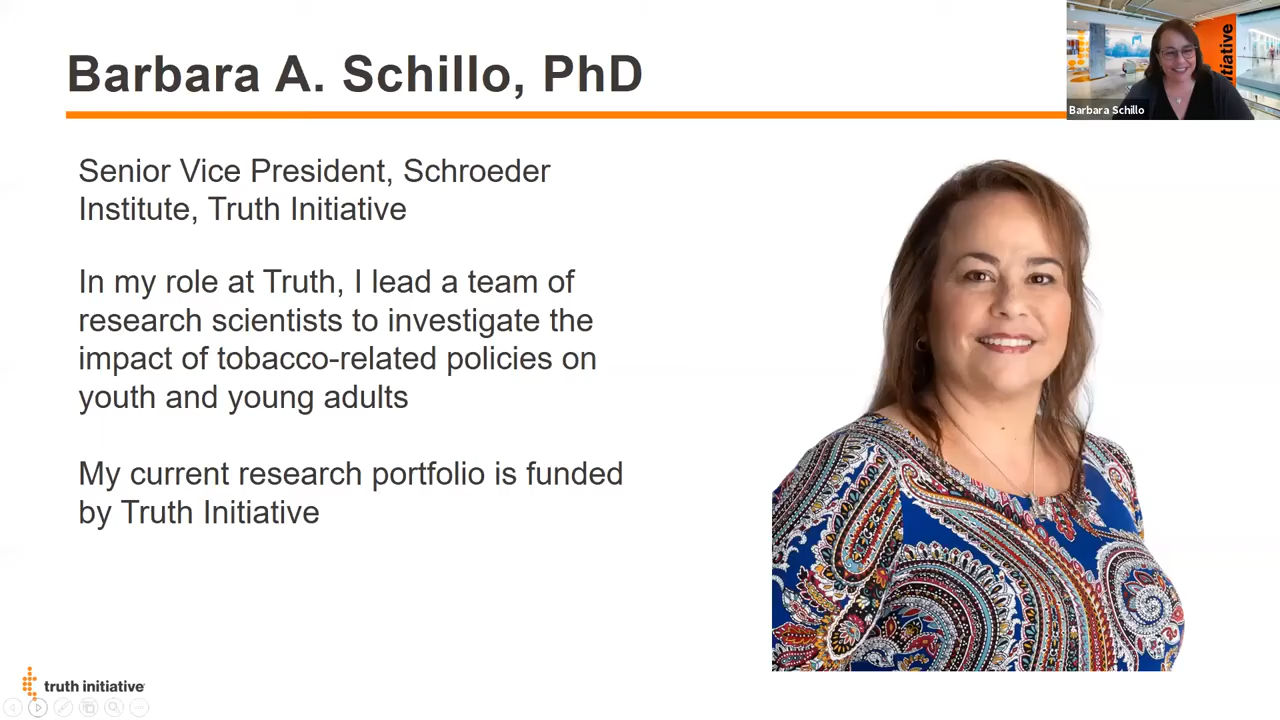 Barbara A. Schillo, PhD
itiative
Barbara Schillo
Senior Vice President, Schroeder
Institute, Truth Initiative
In my role at Truth, I lead a team of
research scientists to investigate the
impact of tobacco-related policies on
youth and young adults
My current research portfolio is funded
by Truth Initiative
truth initiative